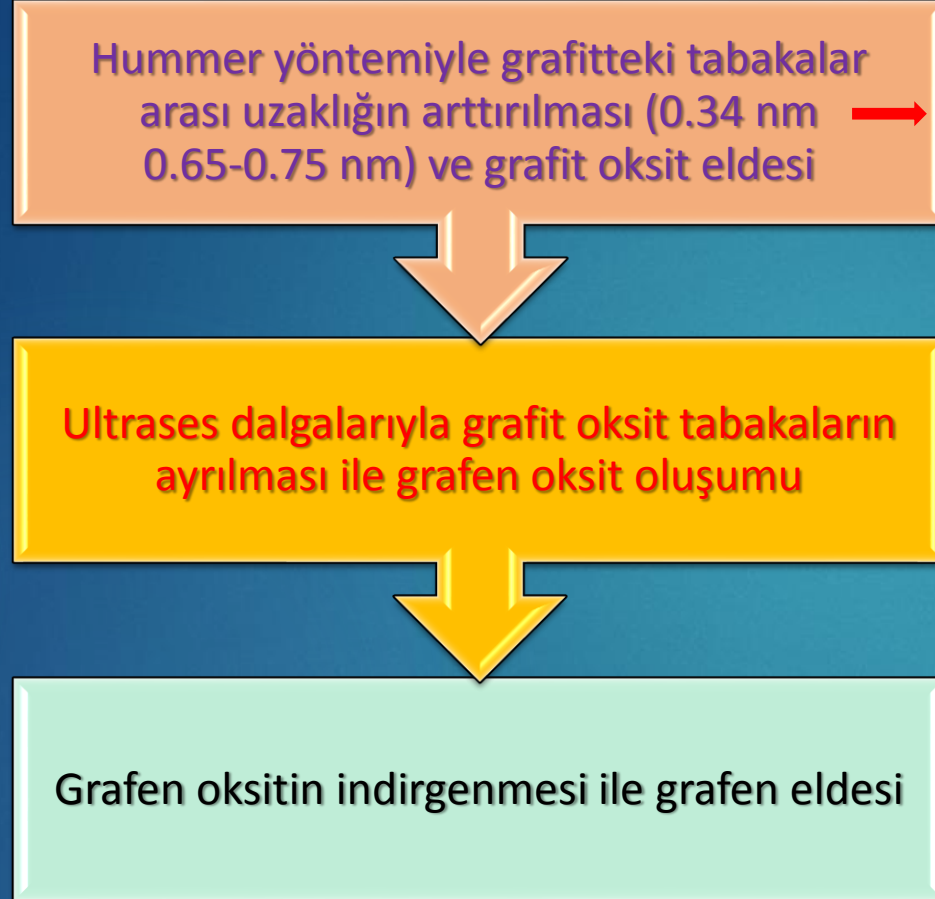 Hummer yöntemiyle grafitteki tabakalar
arası uzaklığın arttırılması (0.34 nm
0.65-0.75 nm) ve grafit oksit eldesi
Ultrases dalgalarıyla grafit oksit tabakaların
ayrılması ile grafen oksit oluşumu
Grafen oksitin indirgenmesi ile grafen eldesi